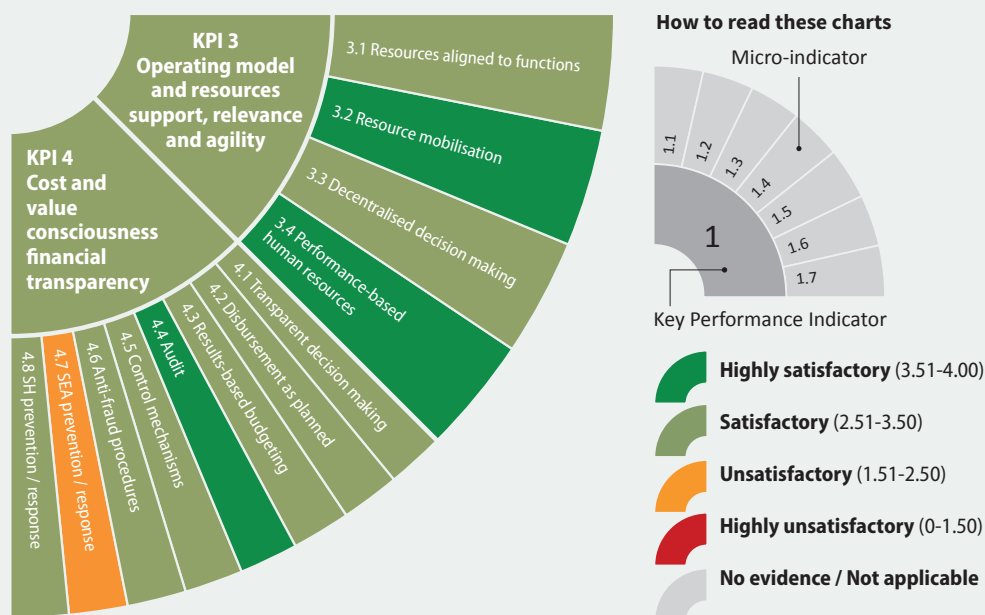 KPI 3
Operating model
and resources
support, relevance
and agility
3.1 Resources aligned to functions
3.2 Resource mobilisation
3.3 Decentralised decision making
3.4 Performance-based
human resources
KPI 4
Cost and
value
consciousness
financial
transparency
4.1 Transparent decision making
4.2 Disbursement as planned
4.3 Results-based budgeting
4.4 Audit
4.5 Control mechanisms
4.6 Anti-fraud procedures
4.7 SEA prevention / response
4.8 SH prevention / response
How to read these charts
Micro-indicator
1.1
1.2
1.3
1.4
1.5
1.6
1.7
1
Key Performance Indicator
Highly satisfactory (3.51-4.00)
Satisfactory (2.51-3.50)
Unsatisfactory (1.51-2.50)
Highly unsatisfactory (0-1.50)
No evidence / Not applicable